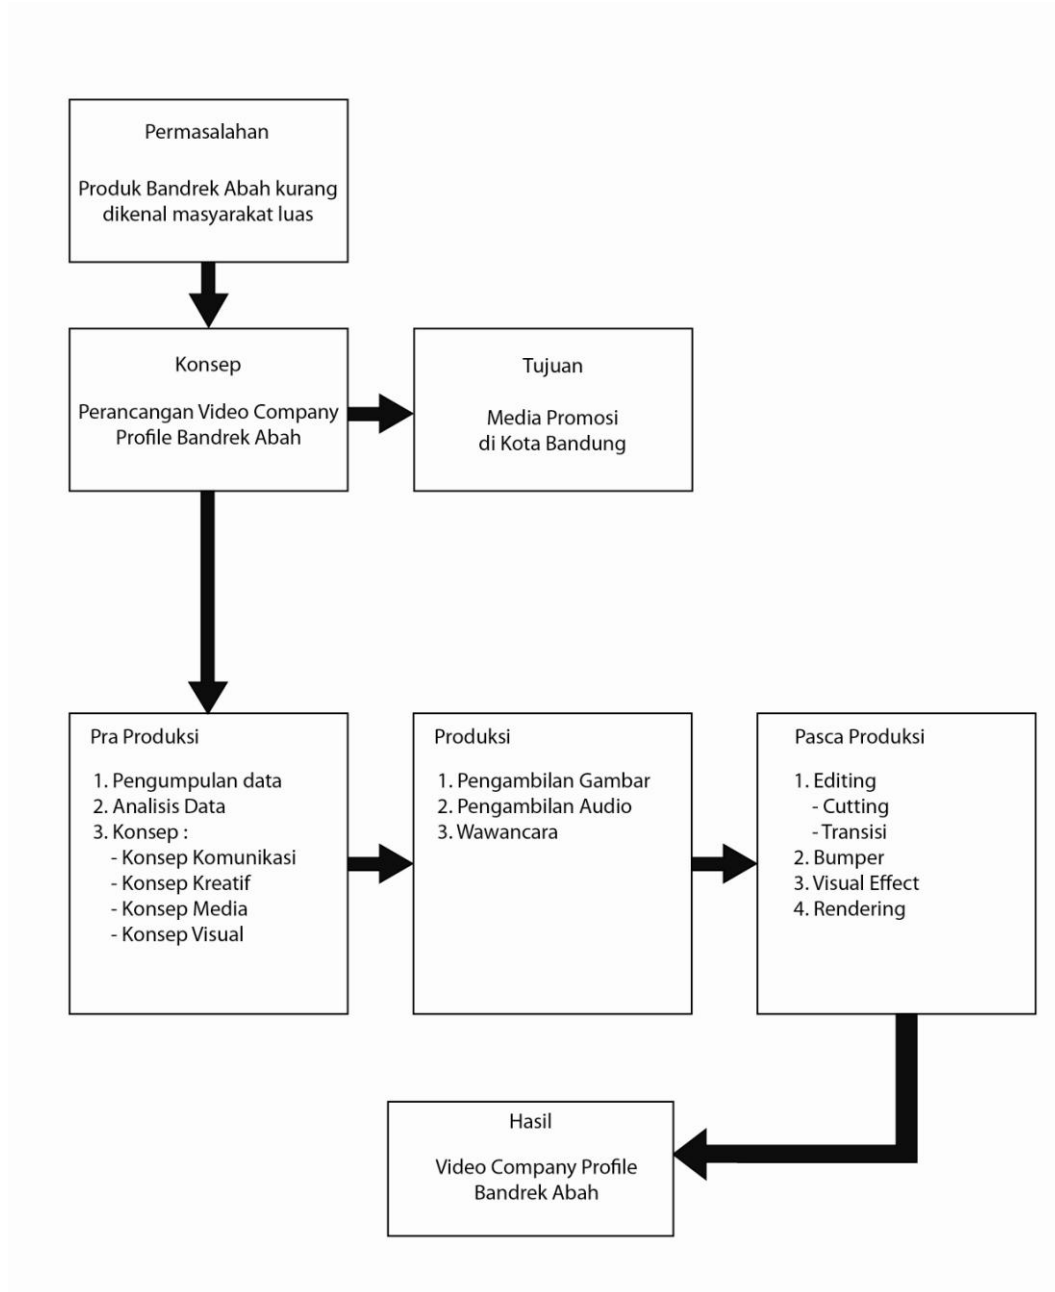 Permasalahan
Produk Bandrek Abah kurang
dikenal masyarakat luas
Konsep
Perancangan Video Company
Profile Bandrek Abah
Tujuan
Media Promosi
di Kota Bandung
Pra Produksi
1. Pengumpulan data
2. Analisis Data
3. Konsep :
- Konsep Komunikasi
- Konsep Kreatif
- Konsep Media
- Konsep Visual
Produksi
1. Pengambilan Gambar
2. Pengambilan Audio
3. Wawancara
Pasca Produksi
1. Editing
- Cutting
- Transisi
2. Bumper
3. Visual Effect
4. Rendering
Hasil
Video Company Profile
Bandrek Abah